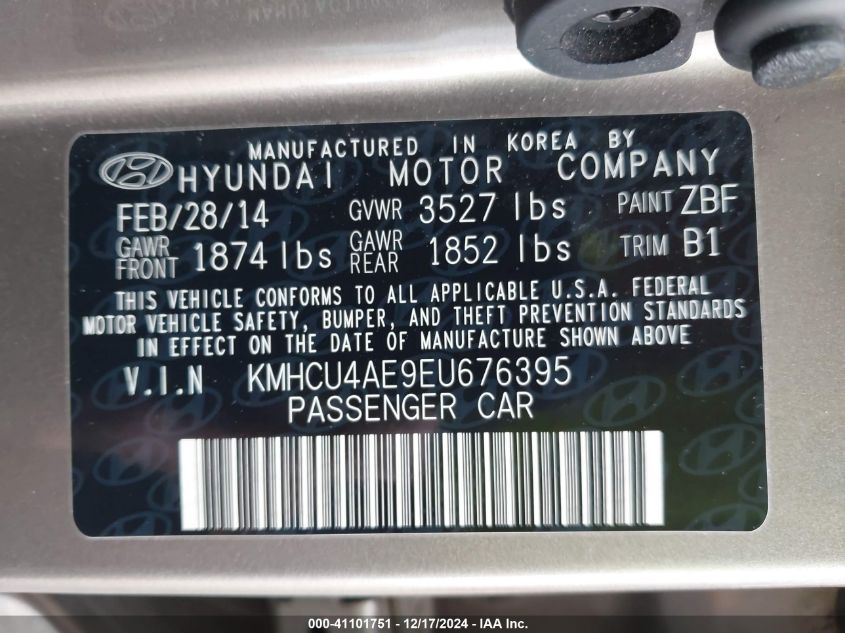 MANUFACTURED IN KOREA BY
HYUNDAI MOTOR COMPANY
FEB/28/14 GVWR 3527 lbs PAINT ZBF
GAWR FRONT 1874 lbs GAWR REAR 1852 lbs TRIM B1
THIS VEHICLE CONFORMS TO ALL APPLICABLE U.S.A. FEDERAL
MOTOR VEHICLE SAFETY, BUMPER, AND THEFT PREVENTION STANDARDS
IN EFFECT ON THE DATE OF MANUFACTURE SHOWN ABOVE
V.I.N KMHCU4AE9EU676395
PASSENGER CAR
000-41101751 - 12/17/2024 - IAA Inc.